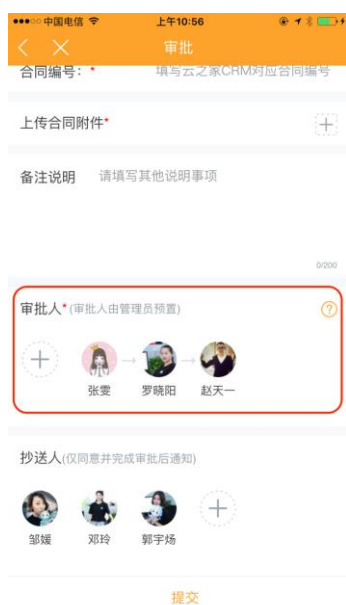 中国电信 上午10:56
审批
合同编号: * 填写云之家CRM对应合同编号
上传合同附件*
备注说明 请填写其他说明事项
0/200
审批人*(审批人由管理员预置) ?
张雯 罗晓阳 赵天一
抄送人(仅同意并完成审批后通知)
邹媛 邓玲 郭宇炀
提交